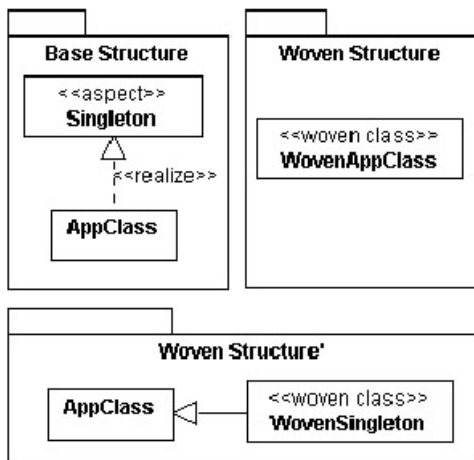 Base Structure
<<aspect>>
Singleton
<<realize>>
AppClass
Woven Structure
<<woven class>>
WovenAppClass
Woven Structure'
AppClass
<<woven class>>
WovenSingleton